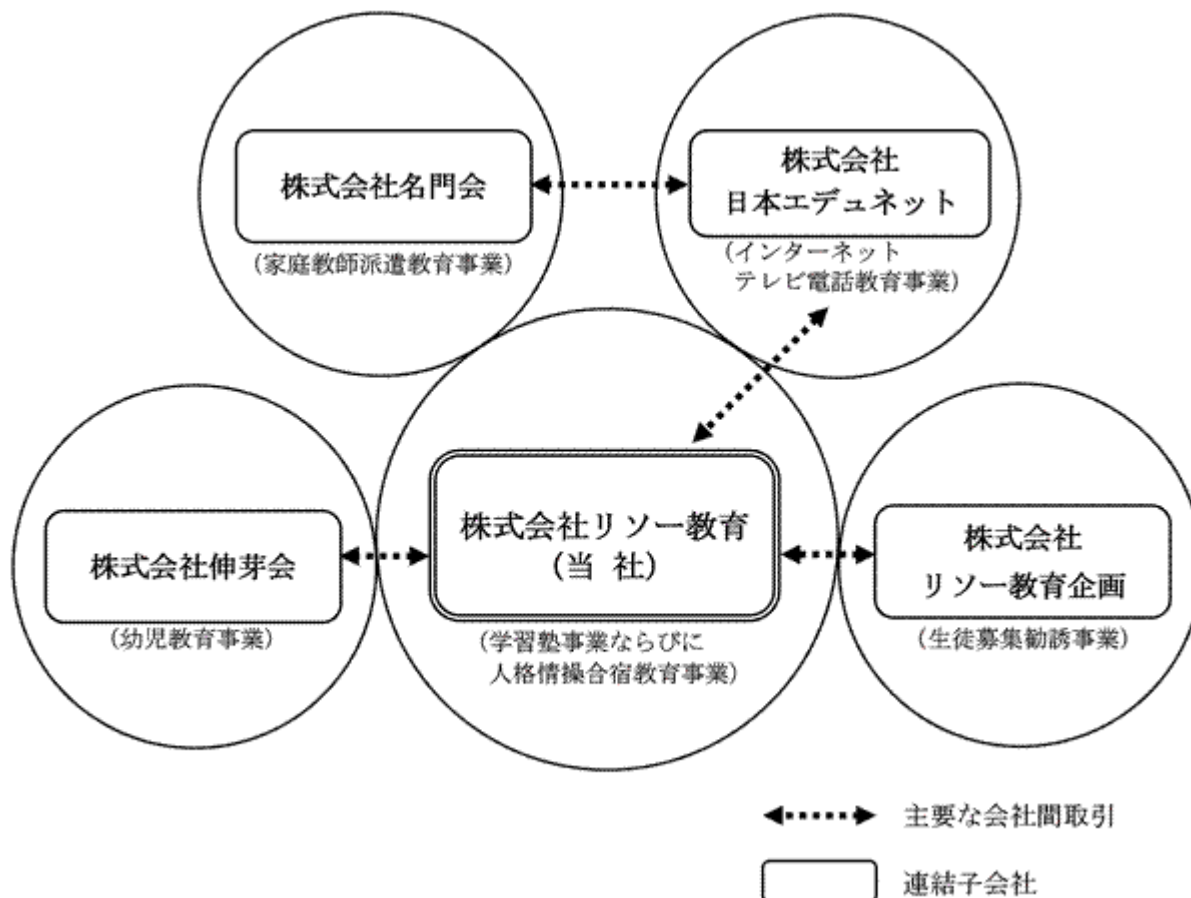 株式会社名門会
(家庭教師派遣教育事業)
株式会社
日本エデュネット
(インターネット
テレビ電話教育事業)
株式会社伸芽会
(幼児教育事業)
株式会社リソー教育
(当 社)
(学習塾事業ならびに
人格情操合宿教育事業)
株式会社
リソー教育企画
(生徒募集勧誘事業)
主要な会社間取引
連結子会社